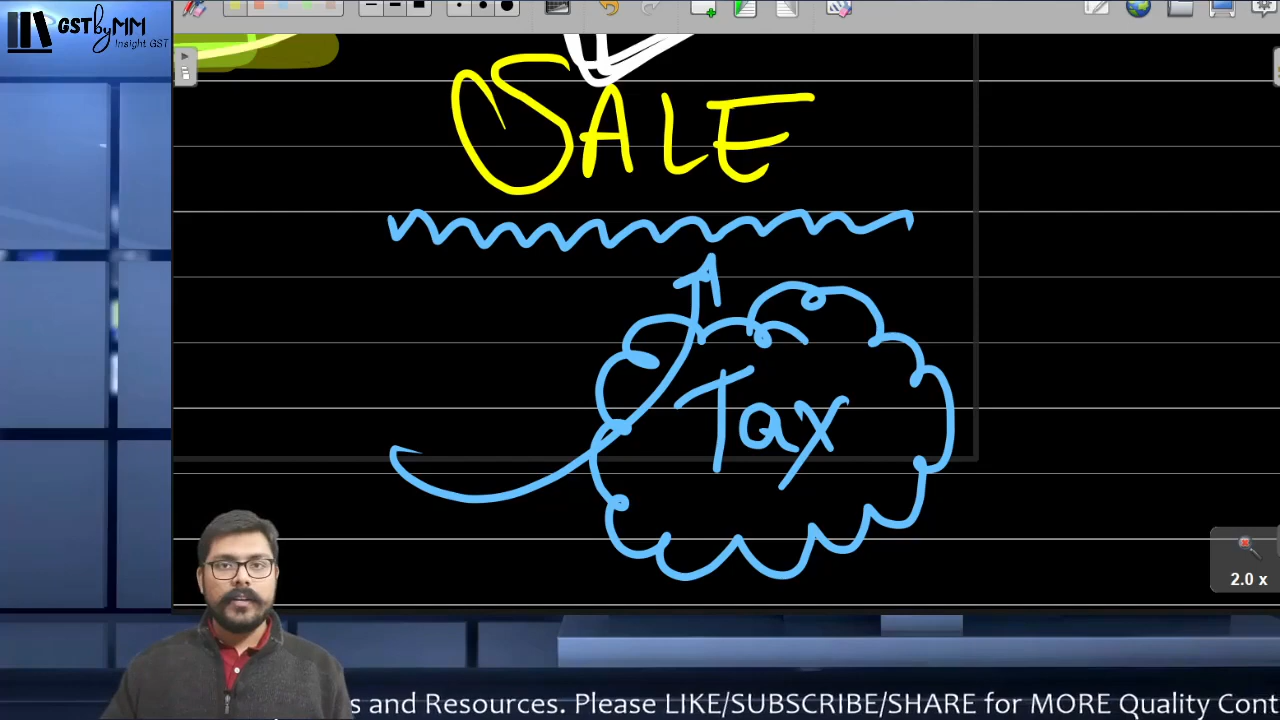 GSTbyMM
Insight GST
SALE
Tax
2.0 x
s and Resources. Please LIKE/SUBSCRIBE/SHARE for MORE Quality Cont